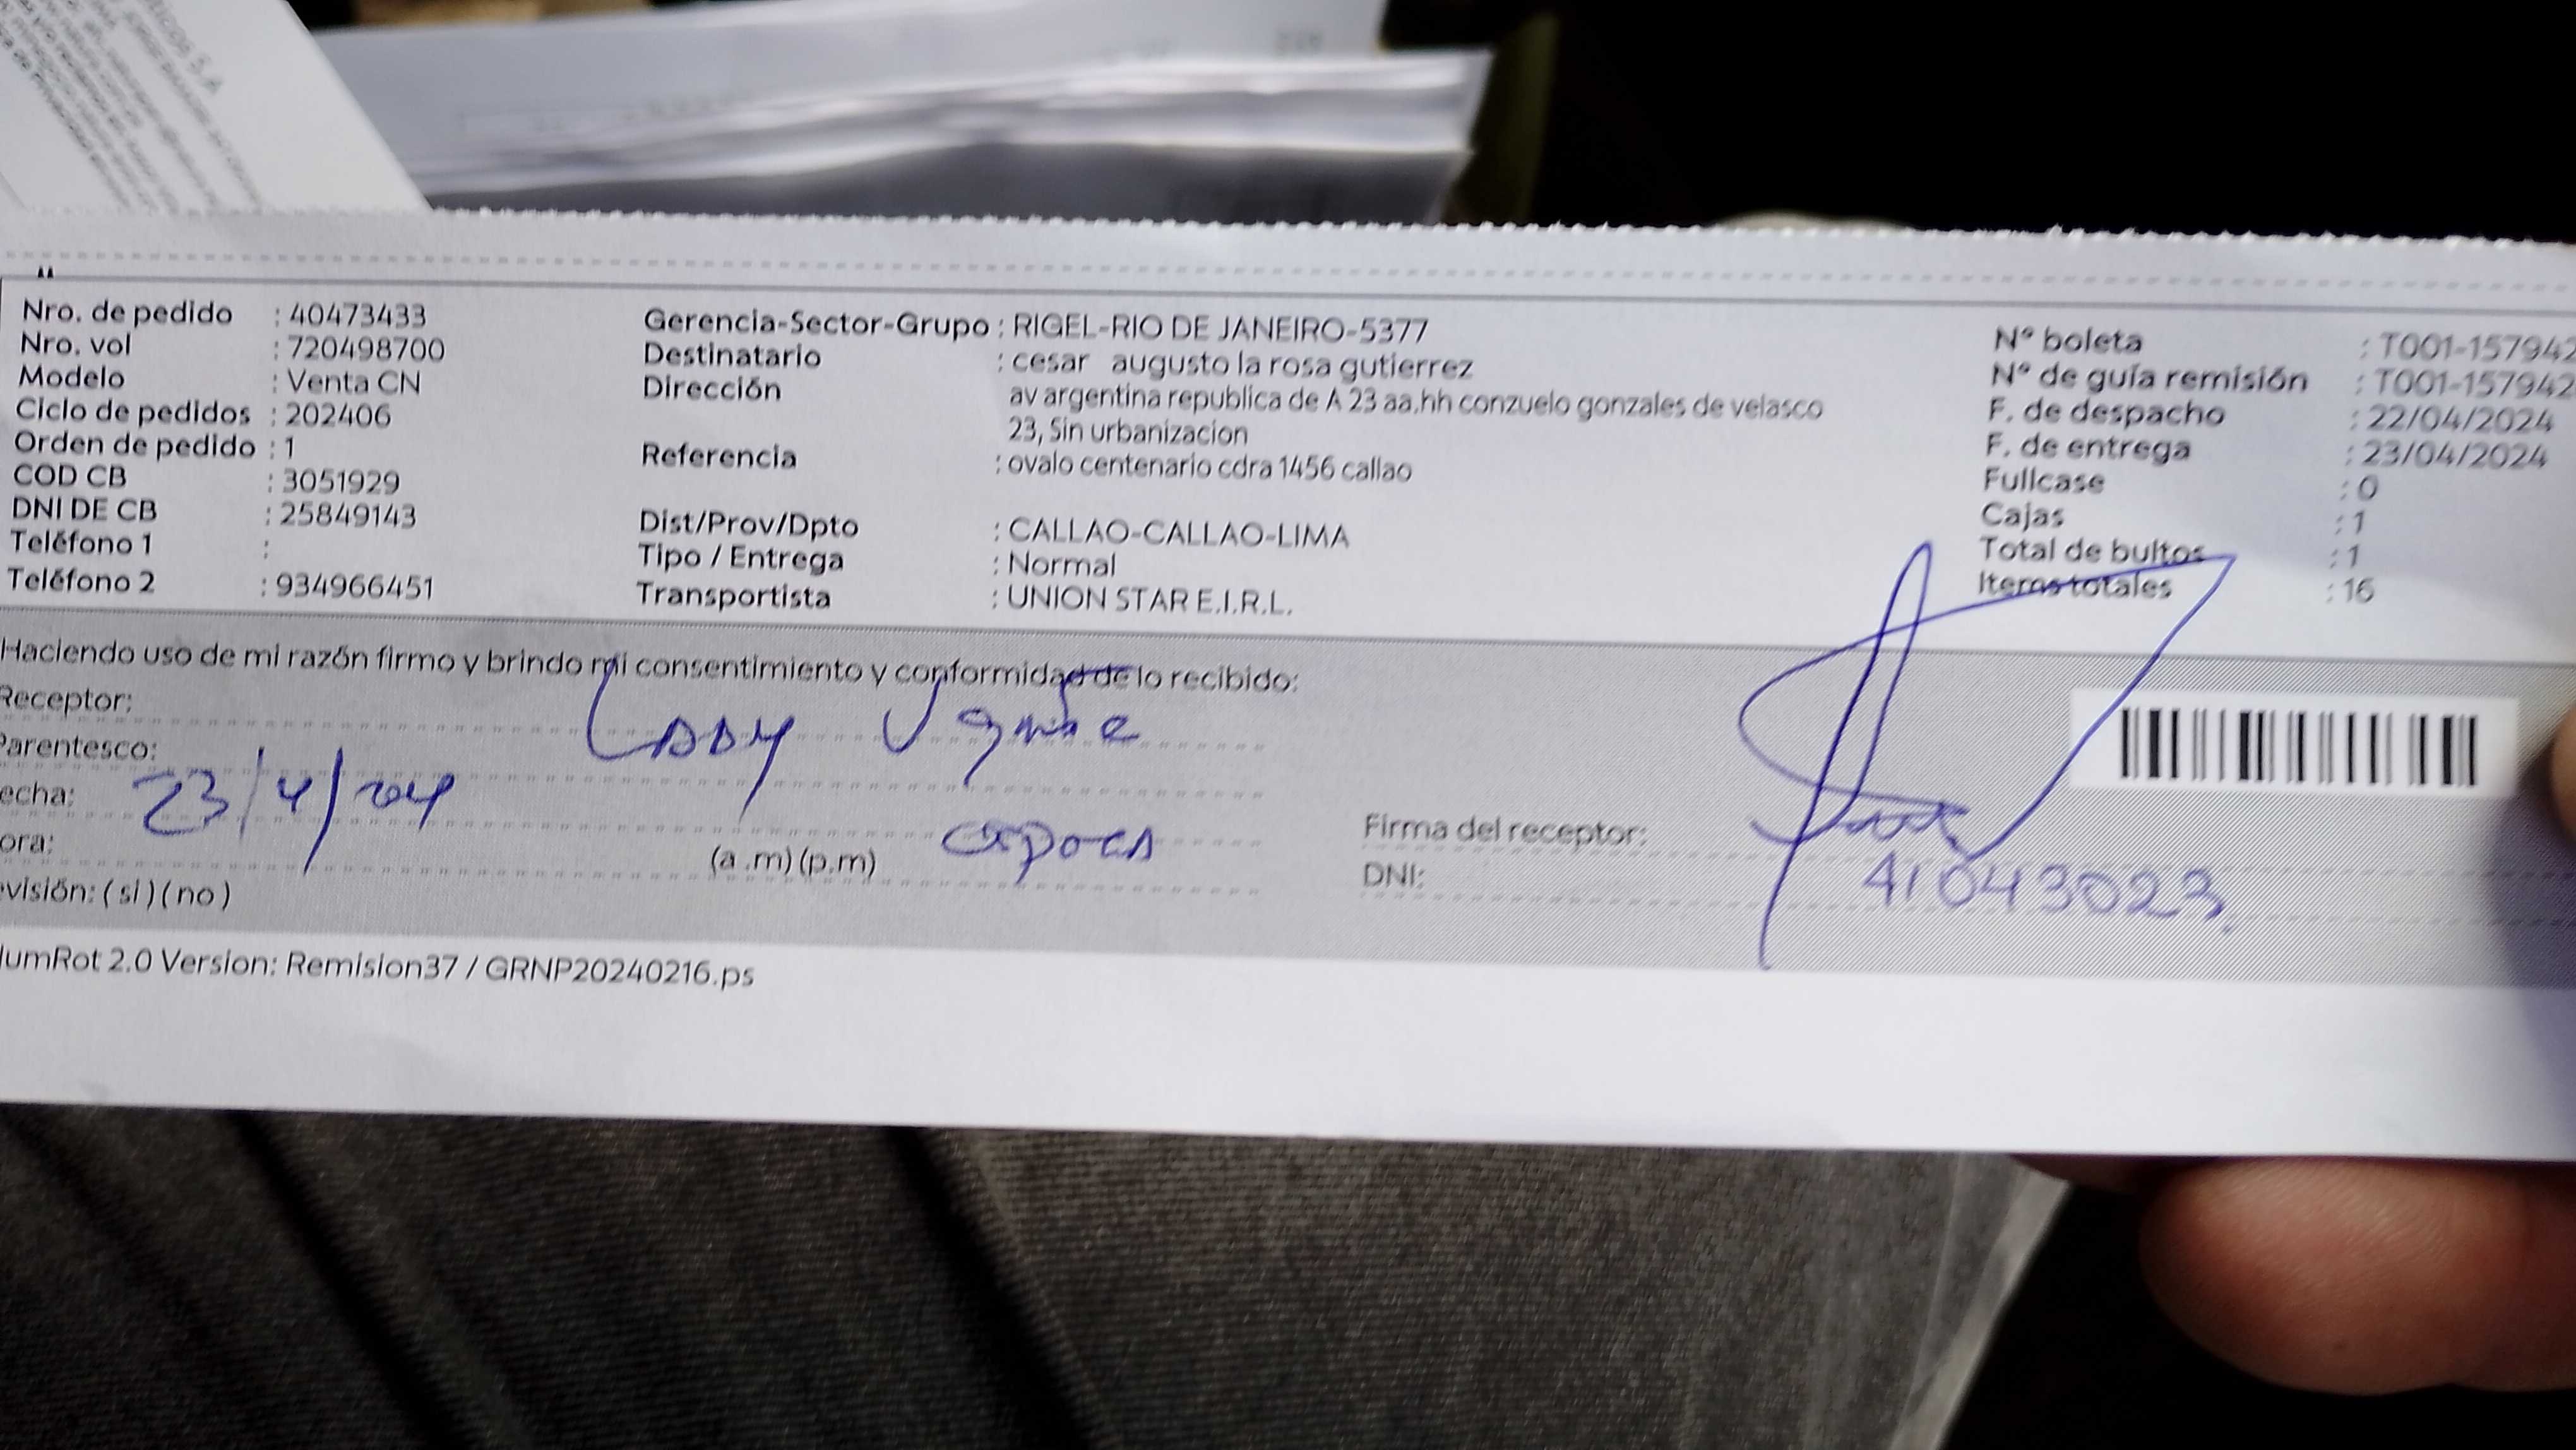 Nro. de pedido : 40473433
Nro. vol : 720498700
Modelo : Venta CN
Ciclo de pedidos : 202406
Orden de pedido : 1
COD CB : 3051929
DNI DE CB : 25849143
Teléfono 1 :
Teléfono 2 : 934966451
Gerencia-Sector-Grupo : RIGEL-RIO DE JANEIRO-5377
Destinatario : cesar augusto la rosa gutierrez
Dirección av argentina republica de A 23 aa.hh conzuelo gonzales de velasco
23, Sin urbanizacion
Referencia : ovalo centenario cdra 1456 callao
Dist/Prov/Dpto : CALLAO-CALLAO-LIMA
Tipo / Entrega : Normal
Transportista : UNION STAR E.I.R.L.
N° boleta : T001-157942
N° de guía remisión : T001-157942
F. de despacho : 22/04/2024
F. de entrega : 23/04/2024
Fullcase : 0
Cajas : 1
Total de bultos : 1
Items totales : 16
Haciendo uso de mi razón firmo y brindo mi consentimiento y conformidad de lo recibido:
Receptor: Laddy
Parentesco:
echa: 23/4/2024
ora: (a .m) (p.m)
evisión: ( si ) ( no )
Firma del receptor:
DNI: 41043023
lumRot 2.0 Version: Remision37 / GRNP20240216.ps